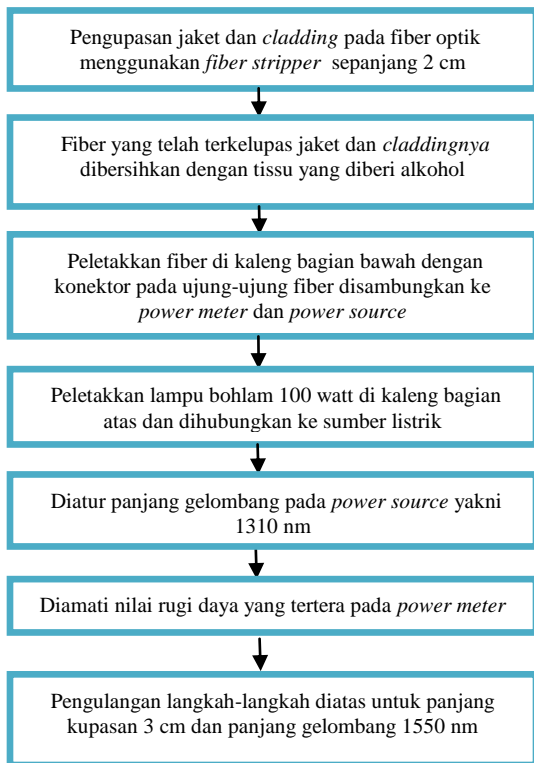 Pengupasan jaket dan cladding pada fiber optik
menggunakan fiber stripper sepanjang 2 cm
Fiber yang telah terkelupas jaket dan claddingnya
dibersihkan dengan tissu yang diberi alkohol
Peletakkan fiber di kaleng bagian bawah dengan
konektor pada ujung-ujung fiber disambungkan ke
power meter dan power source
Peletakkan lampu bohlam 100 watt di kaleng bagian
atas dan dihubungkan ke sumber listrik
Diatur panjang gelombang pada power source yakni
1310 nm
Diamati nilai rugi daya yang tertera pada power meter
Pengulangan langkah-langkah diatas untuk panjang
kupasan 3 cm dan panjang gelombang 1550 nm